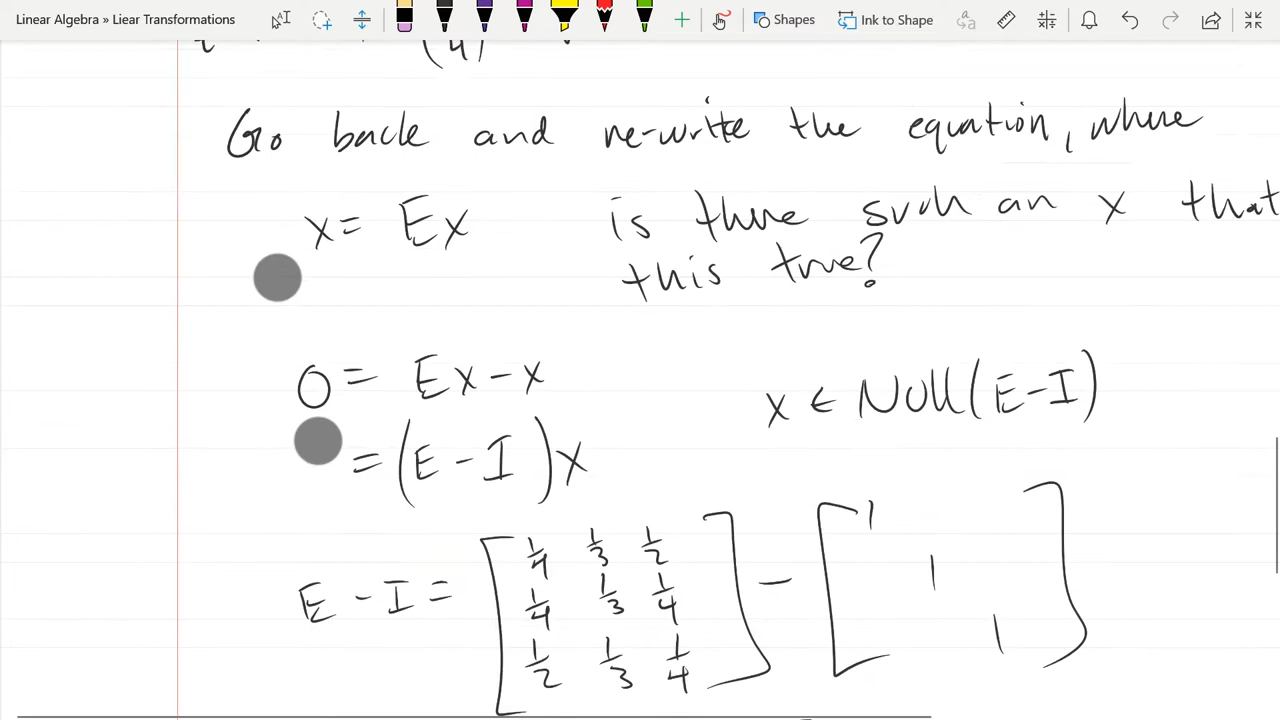 Linear Algebra » Liear Transformations
Shapes
Ink to Shape
(4)
Go back and re-write the equation, where
x = Ex is there such an x that
this true?
0 = Ex - x
x ∈ Null(E-I)
= (E - I)x
E - I = [1/4 1/3 1/2 - [1
1/4 1/3 1/4 1
1/2 1/3 1/4] 1]